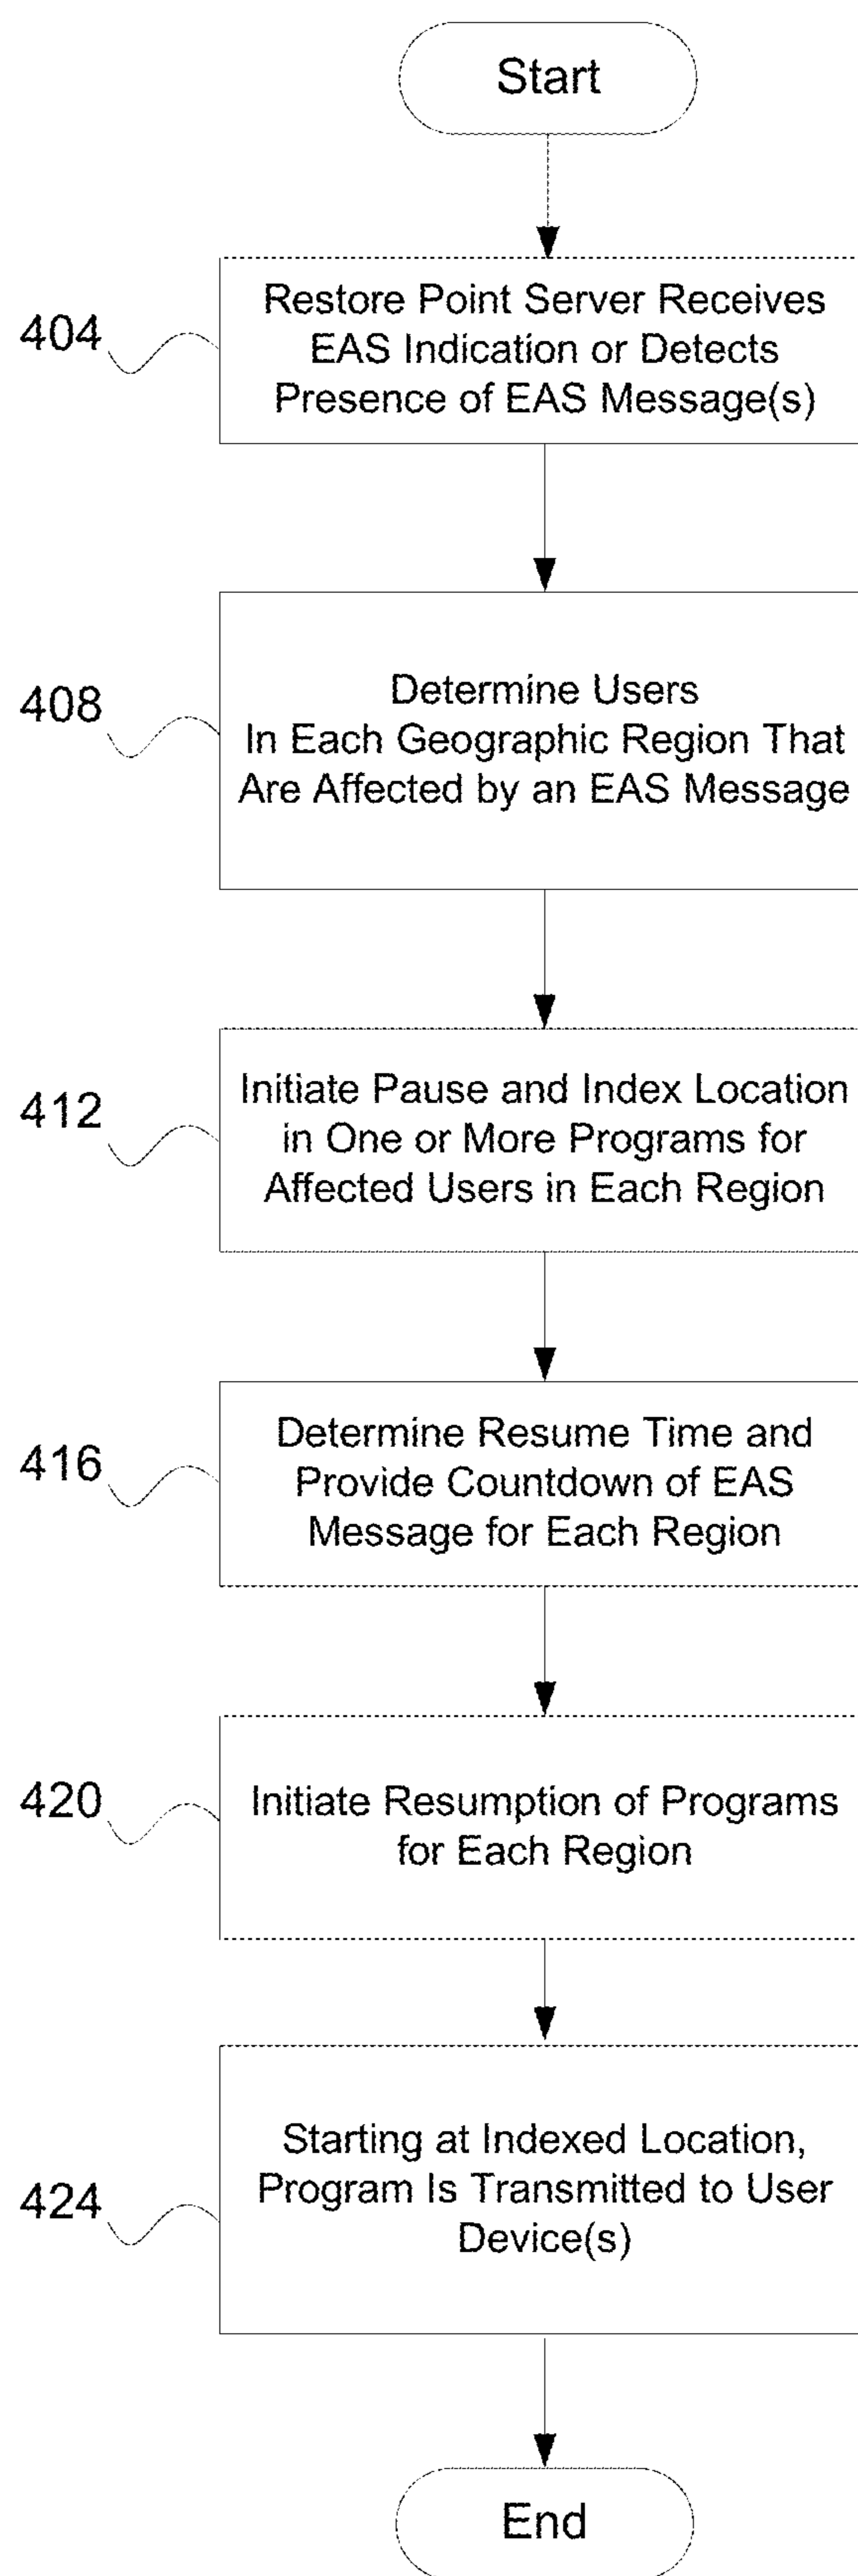 Start
404
Restore Point Server Receives
EAS Indication or Detects
Presence of EAS Message(s)
408
Determine Users
In Each Geographic Region That
Are Affected by an EAS Message
412
Initiate Pause and Index Location
in One or More Programs for
Affected Users in Each Region
416
Determine Resume Time and
Provide Countdown of EAS
Message for Each Region
420
Initiate Resumption of Programs
for Each Region
424
Starting at Indexed Location,
Program Is Transmitted to User
Device(s)
End